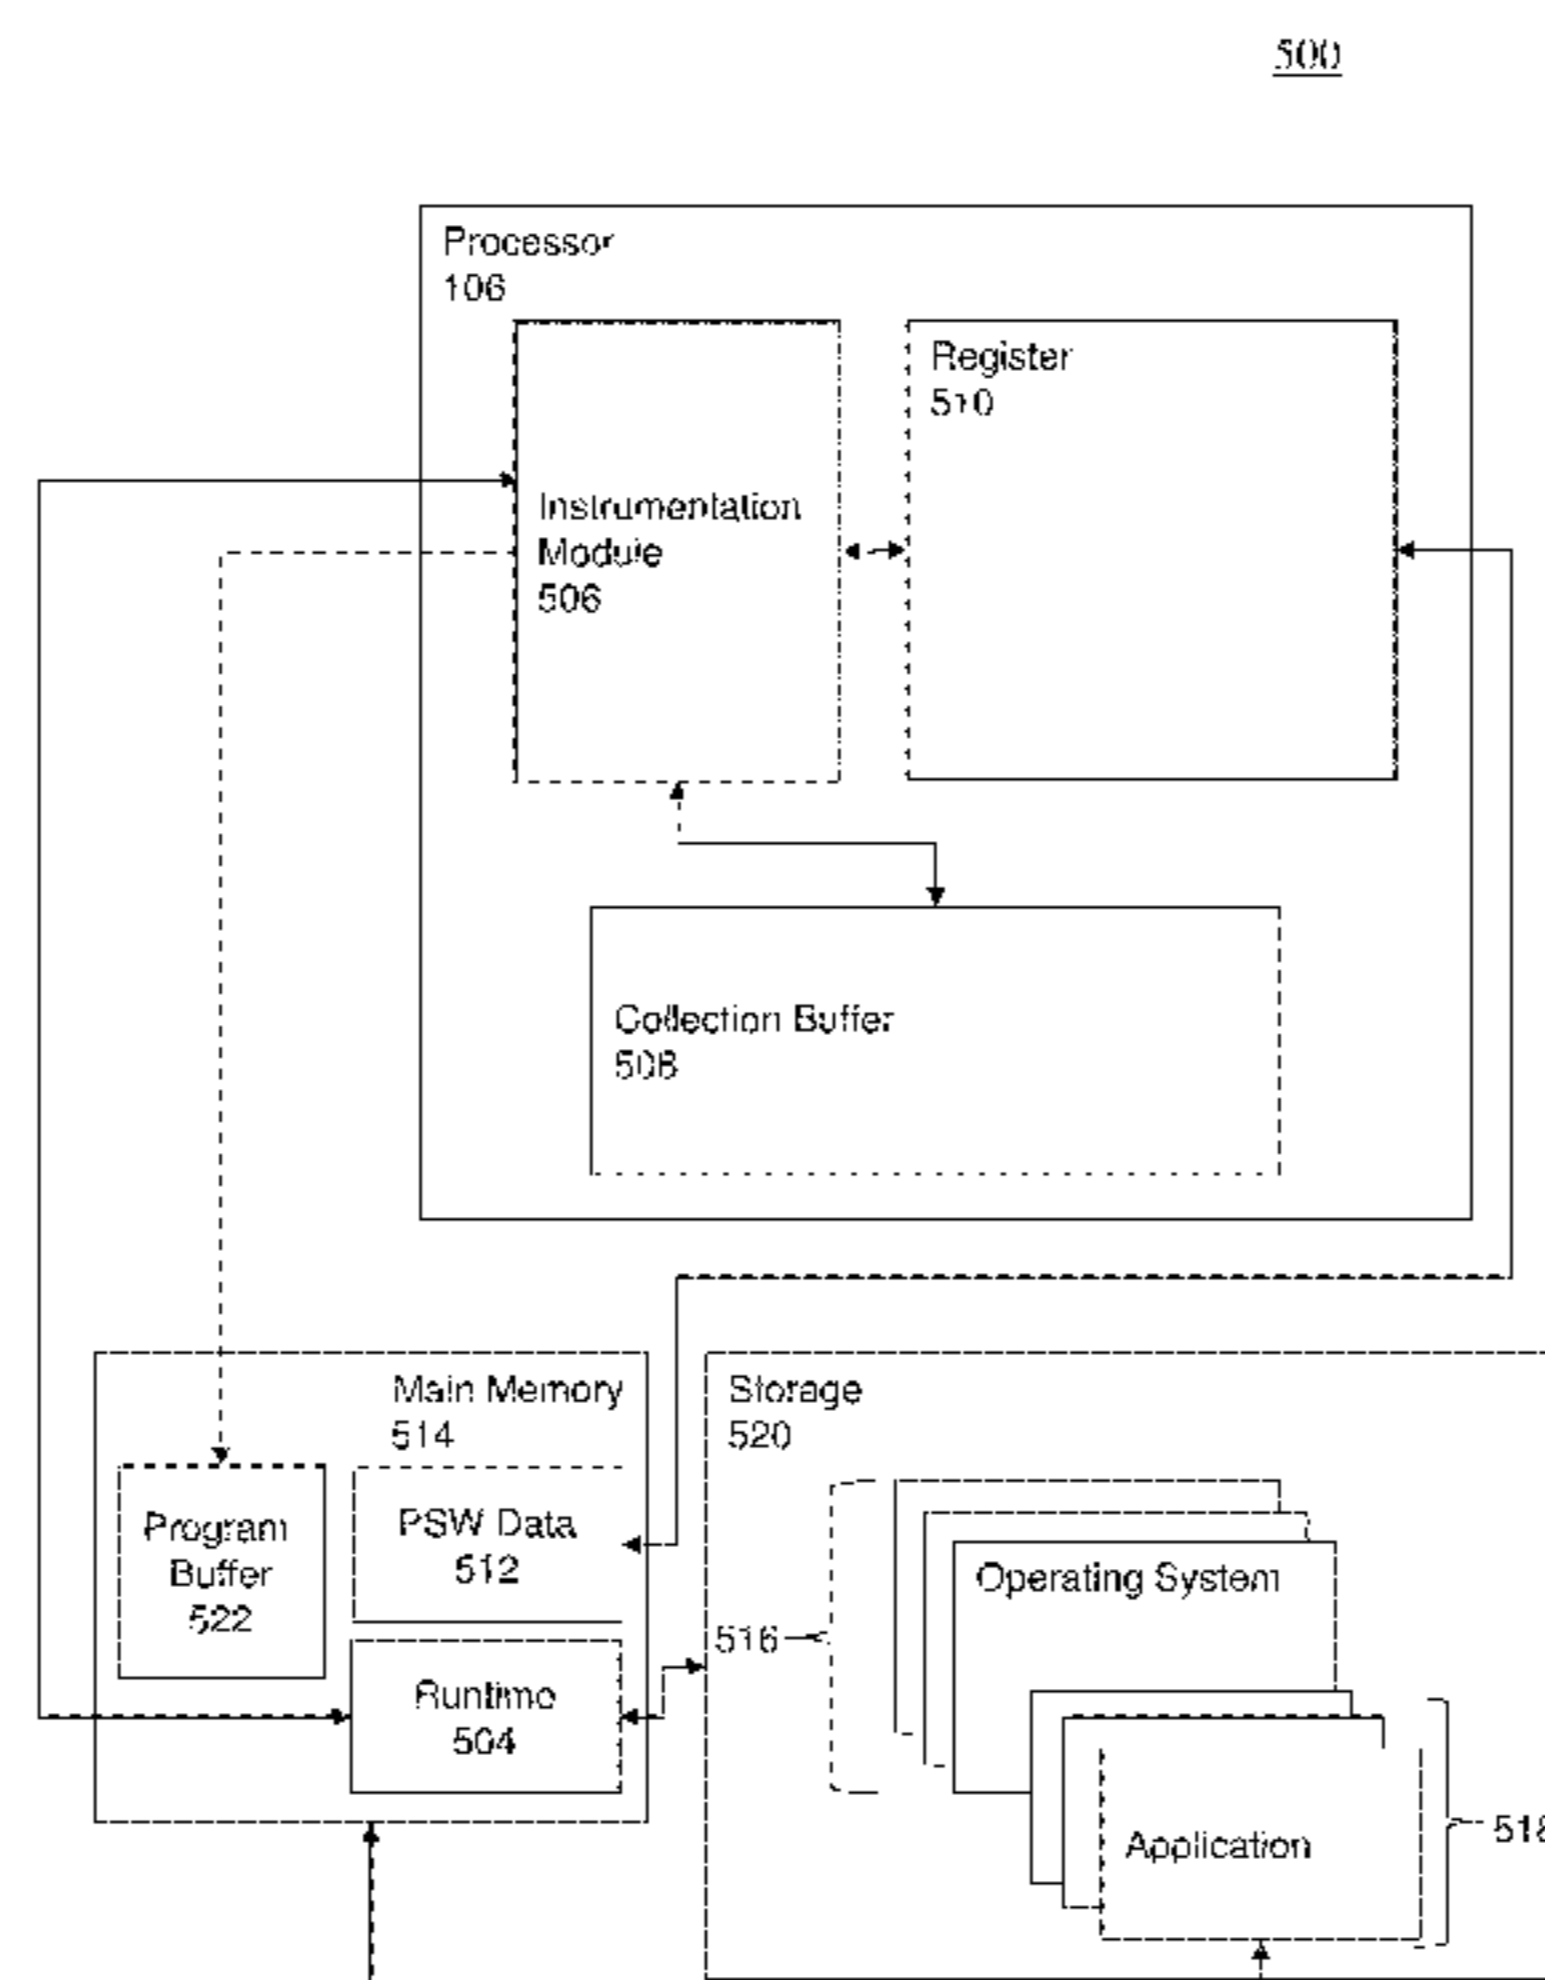 500
Processor
106
Instrumentation
Module
506
Register
510
Collection Buffer
508
Main Memory
514
Program
Buffer
522
PSW Data
512
Runtime
504
Storage
520
516
Operating System
Application
518